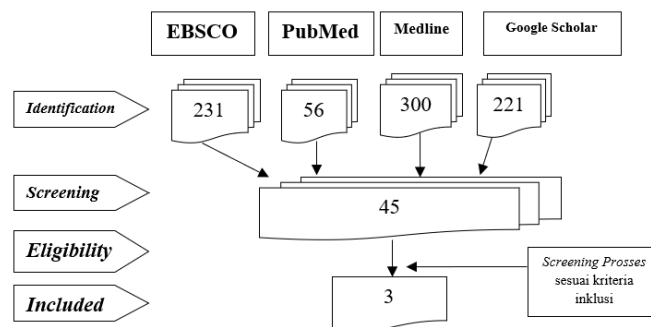 EBSCO PubMed Medline Google Scholar
Identification 231 56 300 221
Screening
45
Eligibility
Screening Prosses
sesuai kriteria
inklusi
Included
3